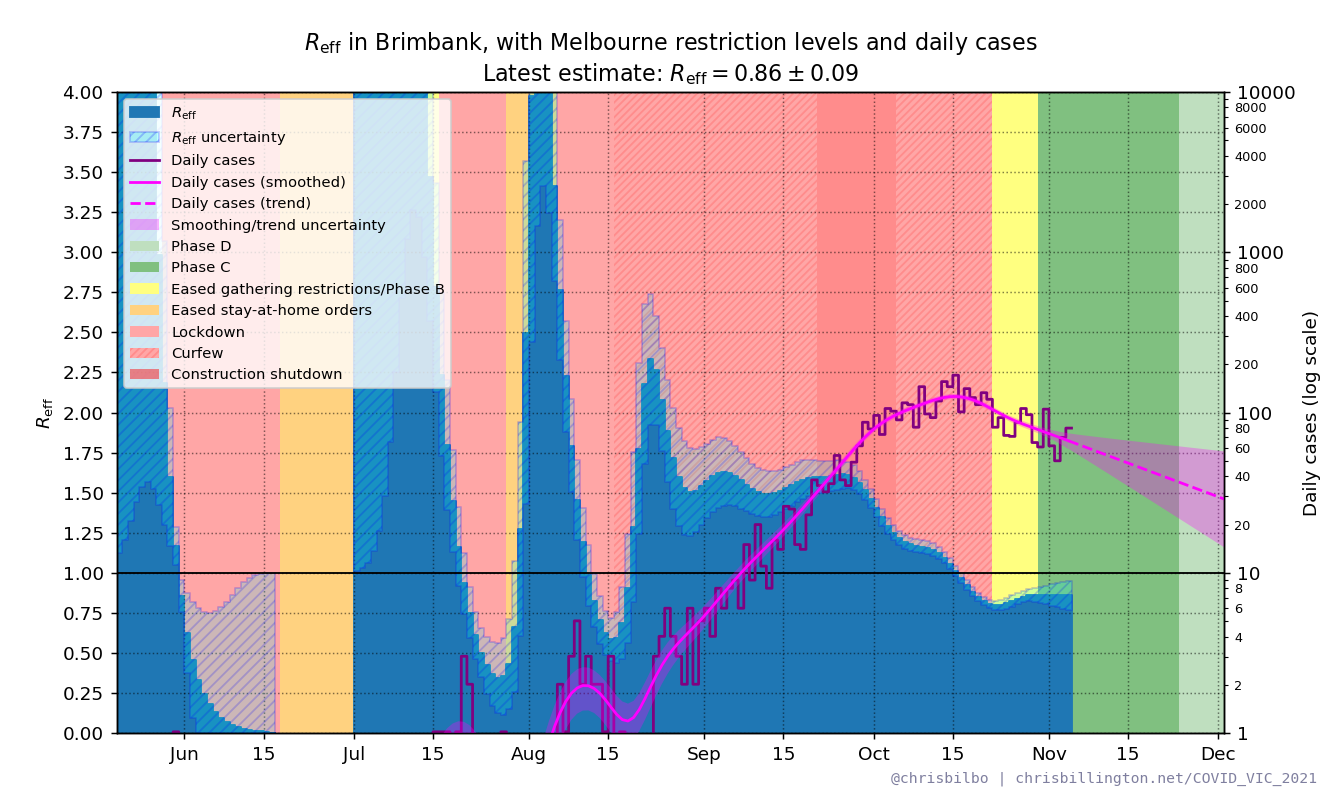 Reff in Brimbank, with Melbourne restriction levels and daily cases
Latest estimate: Reff = 0.86 ± 0.09
Reff
Reff uncertainty
Daily cases
Daily cases (smoothed)
Daily cases (trend)
Smoothing/trend uncertainty
Phase D
Phase C
Eased gathering restrictions/Phase B
Eased stay-at-home orders
Lockdown
Curfew
Construction shutdown
4.00
3.75
3.50
3.25
3.00
2.75
2.50
2.25
2.00
1.75
1.50
1.25
1.00
0.75
0.50
0.25
0.00
Reff
10000
8000
6000
4000
2000
1000
800
600
400
200
100
80
60
40
20
10
8
6
4
2
1
Daily cases (log scale)
Jun 15 Jul 15 Aug 15 Sep 15 Oct 15 Nov 15 Dec
@chrisbilbo | chrisbillington.net/COVID_VIC_2021